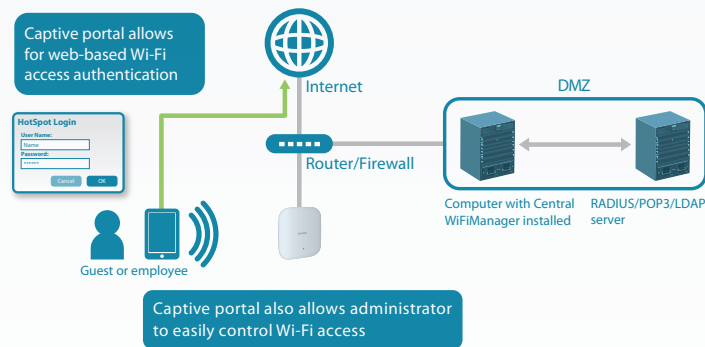 Captive portal allows
for web-based Wi-Fi
access authentication
Internet
DMZ
HotSpot Login
User Name:
Name
Password:
******
Cancel
OK
Router/Firewall
Computer with Central
WiFiManager installed
RADIUS/POP3/LDAP
server
Guest or employee
Captive portal also allows administrator
to easily control Wi-Fi access